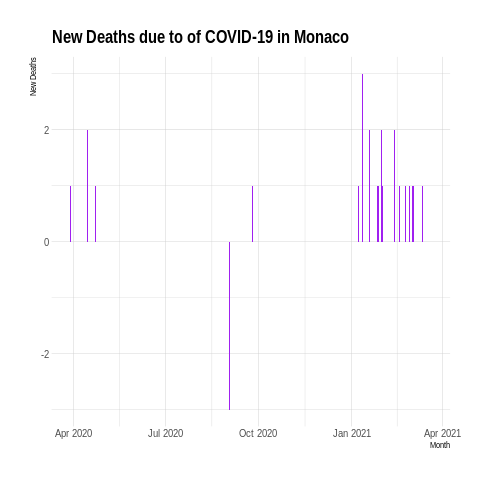 New Deaths due to of COVID-19 in Monaco
New Deaths
2
0
-2
Apr 2020 Jul 2020 Oct 2020 Jan 2021 Apr 2021
Month